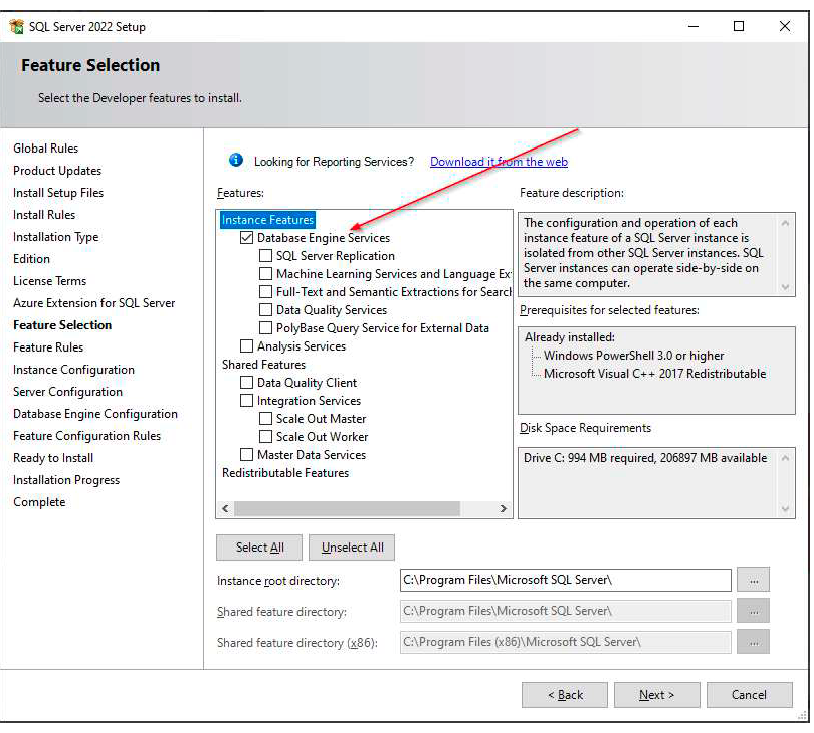 SQL Server 2022 Setup
Feature Selection
Select the Developer features to install.
Global Rules
Product Updates
Install Setup Files
Install Rules
Installation Type
Edition
License Terms
Azure Extension for SQL Server
Feature Selection
Feature Rules
Instance Configuration
Server Configuration
Database Engine Configuration
Feature Configuration Rules
Ready to Install
Installation Progress
Complete
Looking for Reporting Services? Download it from the web
Features:
Instance Features
Database Engine Services
SQL Server Replication
Machine Learning Services and Language Ex
Full-Text and Semantic Extractions for Search
Data Quality Services
PolyBase Query Service for External Data
Analysis Services
Shared Features
Data Quality Client
Integration Services
Scale Out Master
Scale Out Worker
Master Data Services
Redistributable Features
Feature description:
The configuration and operation of each
instance feature of a SQL Server instance is
isolated from other SQL Server instances. SQL
Server instances can operate side-by-side on
the same computer.
Prerequisites for selected features:
Already installed:
Windows PowerShell 3.0 or higher
Microsoft Visual C++ 2017 Redistributable
Disk Space Requirements
Drive C: 994 MB required, 206897 MB available
Select All
Unselect All
Instance root directory:
C:\Program Files\Microsoft SQL Server\
...
Shared feature directory:
C:\Program Files\Microsoft SQL Server\
...
Shared feature directory (x86):
C:\Program Files (x86)\Microsoft SQL Server\
...
< Back
Next >
Cancel